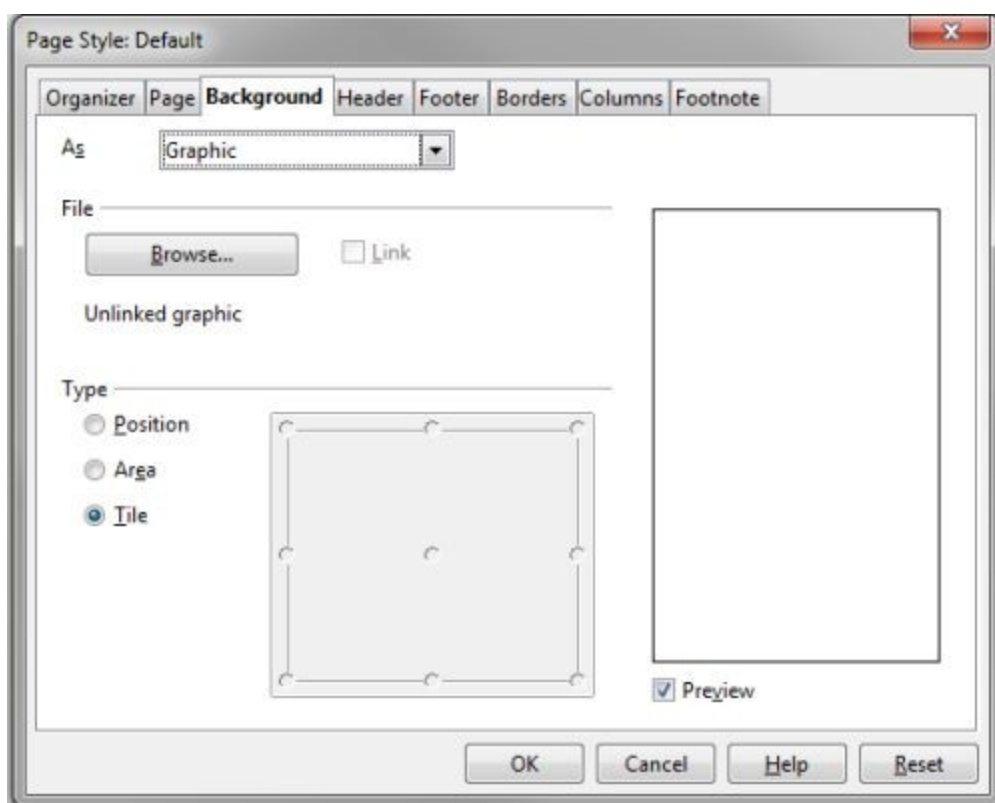 Page Style: Default
Organizer Page Background Header Footer Borders Columns Footnote
As Graphic
File
Browse... Link
Unlinked graphic
Type
Position
Area
Tile
Preview
OK Cancel Help Reset